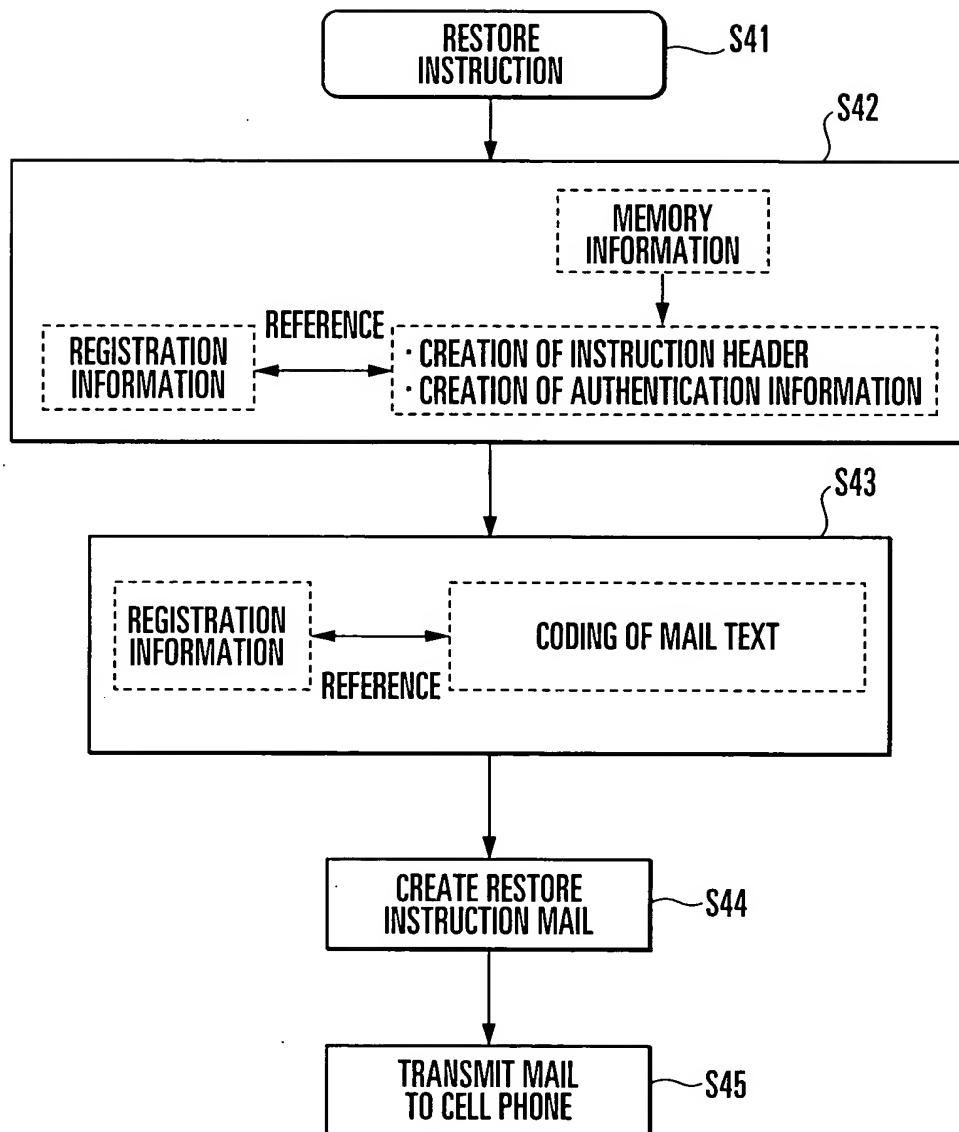 RESTORE
INSTRUCTION
S41
S42
MEMORY
INFORMATION
REFERENCE
REGISTRATION
INFORMATION
· CREATION OF INSTRUCTION HEADER
· CREATION OF AUTHENTICATION INFORMATION
S43
REGISTRATION
INFORMATION
CODING OF MAIL TEXT
REFERENCE
CREATE RESTORE
INSTRUCTION MAIL
S44
TRANSMIT MAIL
TO CELL PHONE
S45